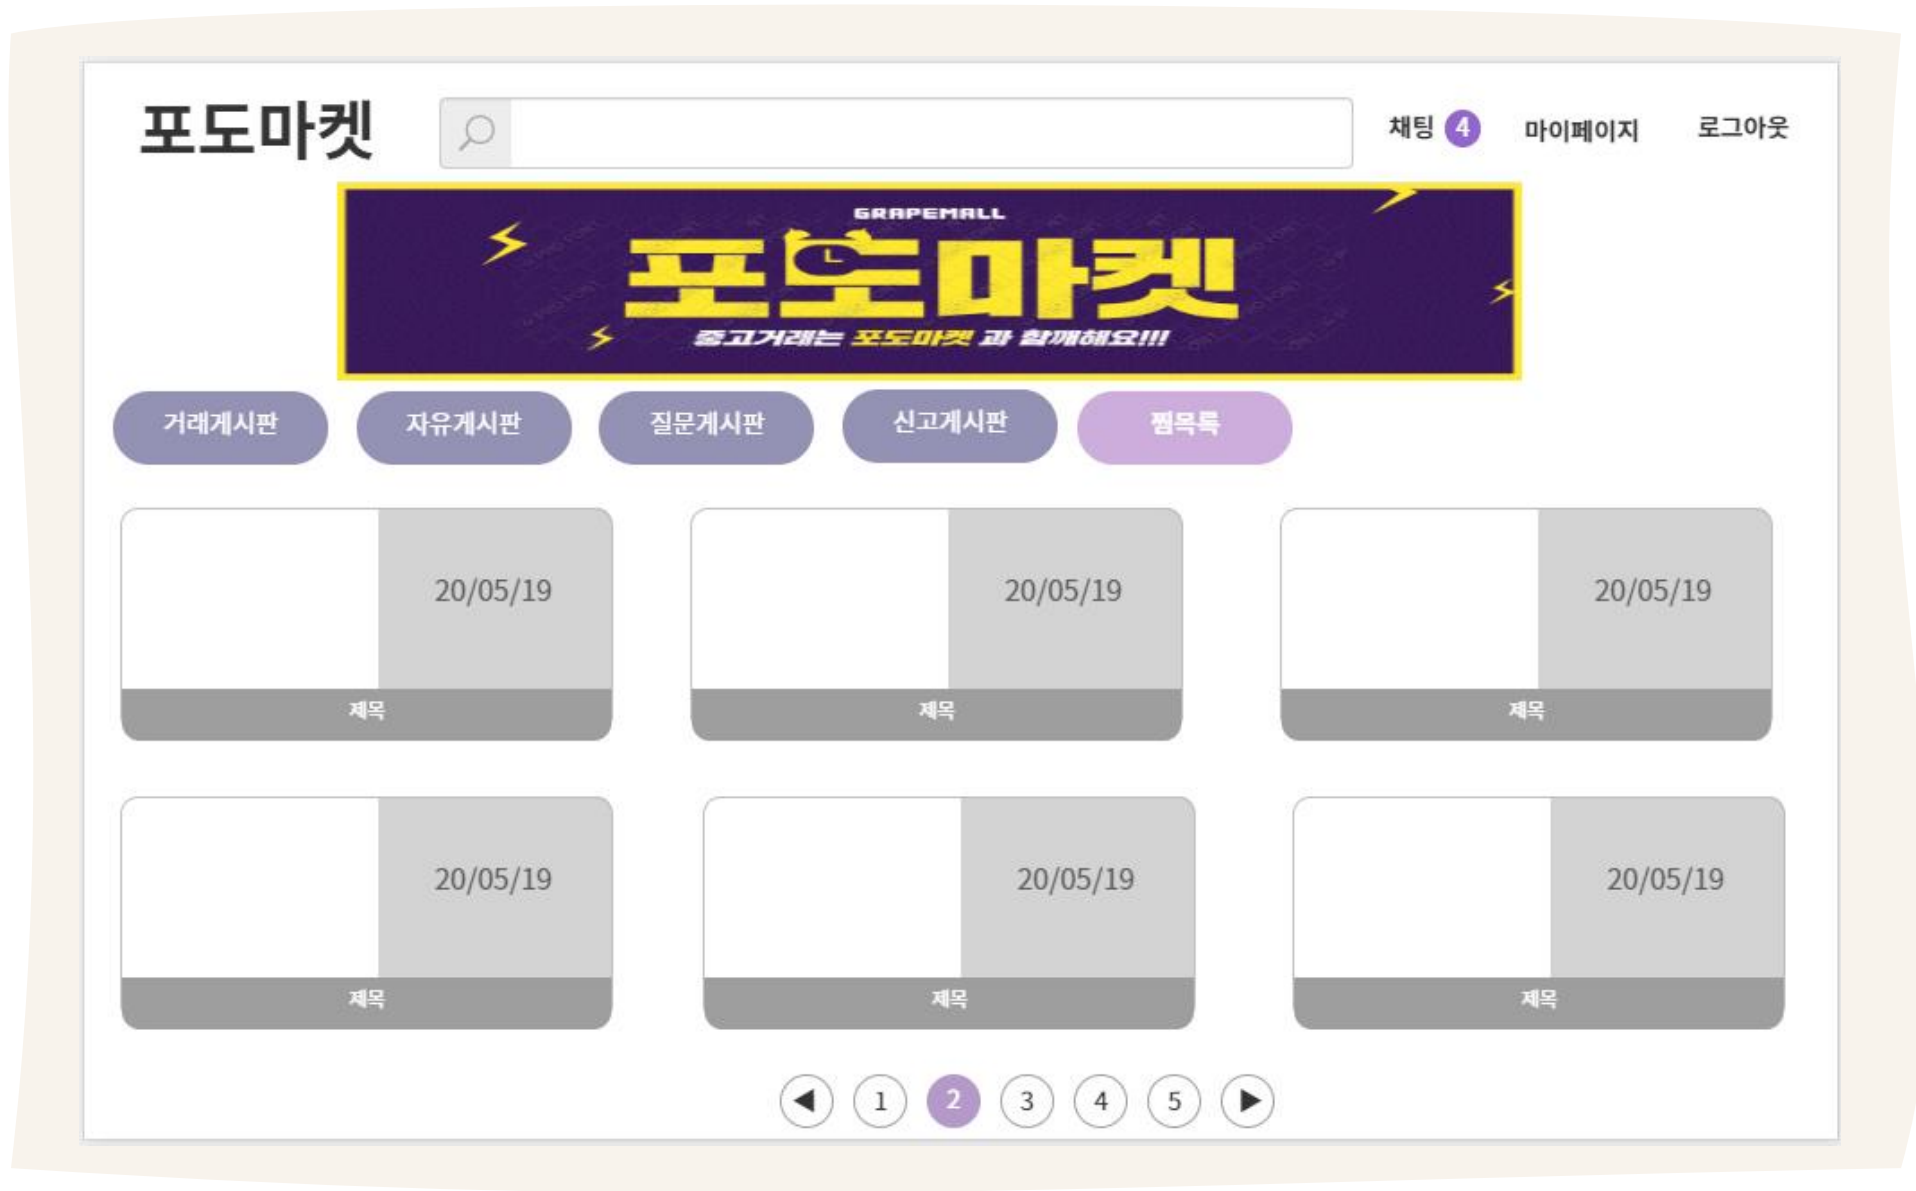 포도마켓
채팅 4 마이페이지 로그아웃
GRAPEMALL
포도마켓
중고거래는 포도마켓 과 함께해요!!!
거래게시판 자유게시판 질문게시판 신고게시판 찜목록
20/05/19 20/05/19 20/05/19
제목 제목 제목
20/05/19 20/05/19 20/05/19
제목 제목 제목
◀ 1 2 3 4 5 ▶